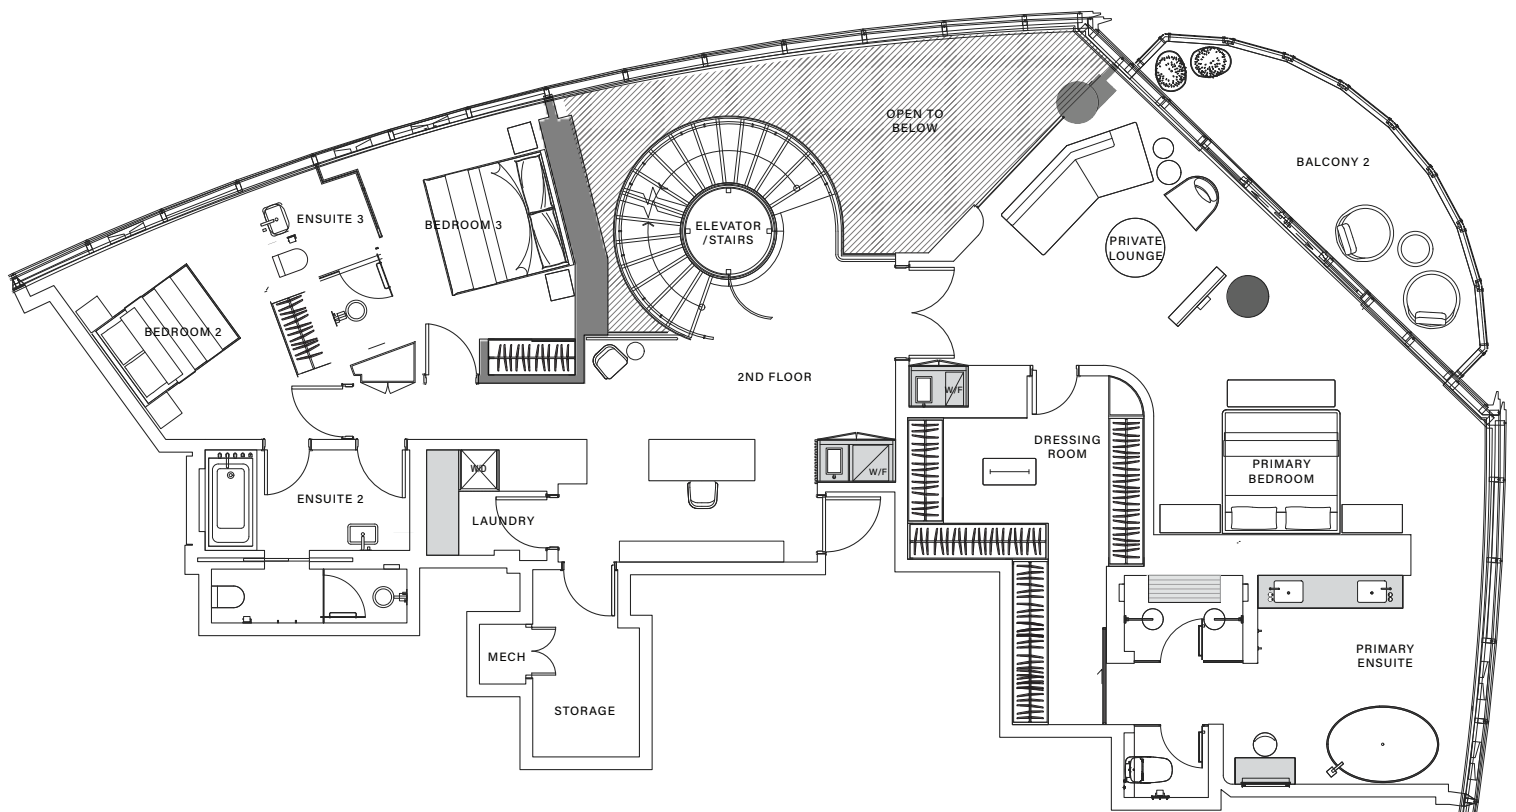 OPEN TO
BELOW
BALCONY 2
ENSUITE 3
BEDROOM 3
ELEVATOR
/STAIRS
PRIVATE
LOUNGE
BEDROOM 2
2ND FLOOR
W/F
DRESSING
ROOM
PRIMARY
BEDROOM
WD
W/F
ENSUITE 2
LAUNDRY
MECH
PRIMARY
ENSUITE
STORAGE